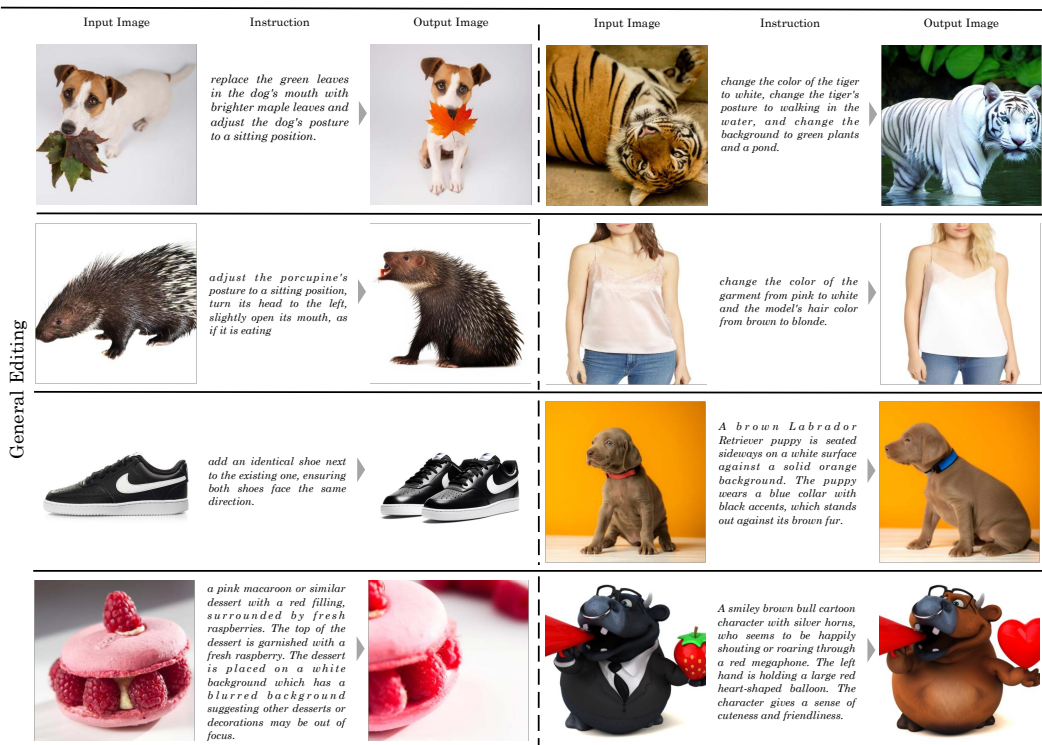 Input Image
Instruction
Output Image
Input Image
Instruction
Output Image
General Editing
replace the green leaves
in the dog's mouth with
brighter maple leaves and
adjust the dog's posture
to a sitting position.
change the color of the tiger
to white, change the tiger's
posture to walking in the
water, and change the
background to green plants
and a pond.
adjust the porcupine's
posture to a sitting position,
turn its head to the left,
slightly open its mouth, as
if it is eating
change the color of the
garment from pink to white
and the model's hair color
from brown to blonde.
add an identical shoe next
to the existing one, ensuring
both shoes face the same
direction.
A brown Labrador
Retriever puppy is seated
sideways on a white surface
against a solid orange
background. The puppy
wears a blue collar with
black accents, which stands
out against its brown fur.
a pink macaroon or similar
dessert with a red filling,
surrounded by fresh
raspberries. The top of the
dessert is garnished with a
fresh raspberry. The dessert
is placed on a white
background which has a
blurred background
suggesting other desserts or
decorations may be out of
focus.
A smiley brown bull cartoon
character with silver horns,
who seems to be happily
shouting or roaring through
a red megaphone. The left
hand is holding a large red
heart-shaped balloon. The
character gives a sense of
cuteness and friendliness.